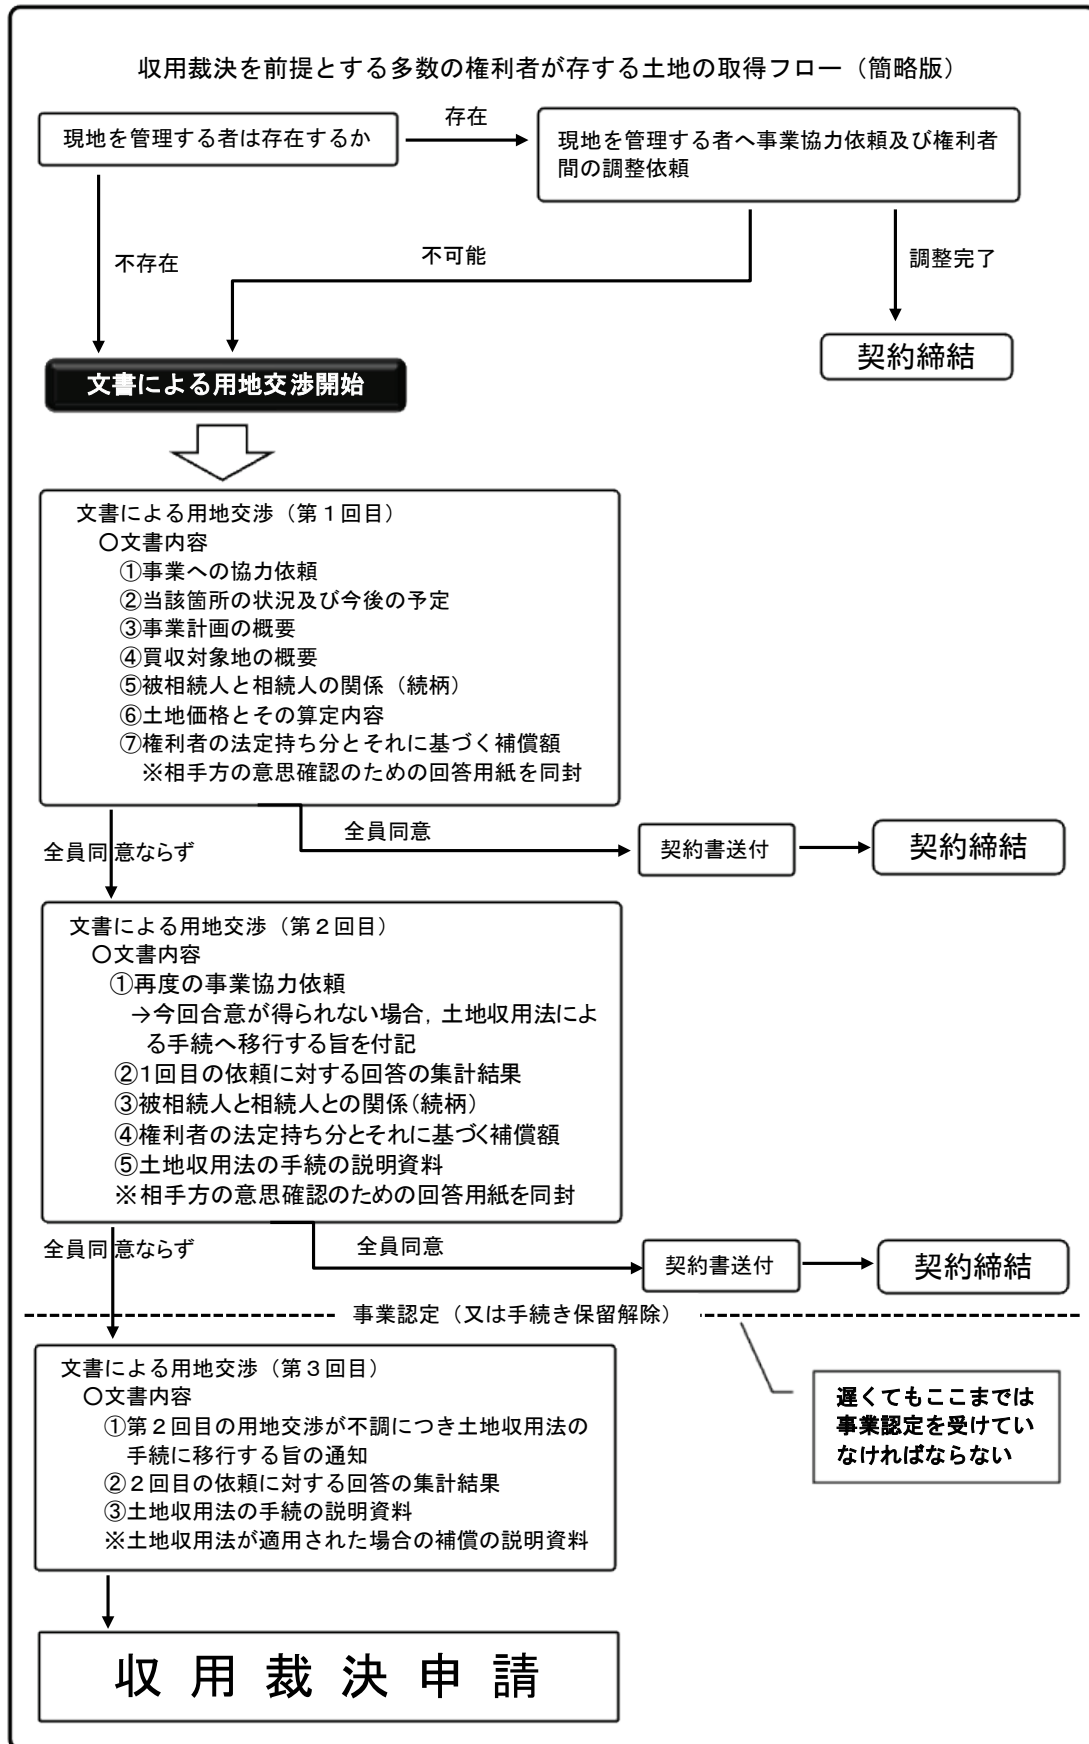 収用裁決を前提とする多数の権利者が存する土地の取得フロー（簡略版）
現地を管理する者は存在するか
存在
現地を管理する者へ事業協力依頼及び権利者
間の調整依頼
不存在
不可能
調整完了
契約締結
文書による用地交渉開始
文書による用地交渉（第１回目）
〇文書内容
①事業への協力依頼
②当該箇所の状況及び今後の予定
③事業計画の概要
④買収対象地の概要
⑤被相続人と相続人の関係（続柄）
⑥土地価格とその算定内容
⑦権利者の法定持ち分とそれに基づく補償額
※相手方の意思確認のための回答用紙を同封
全員同意ならず
全員同意
契約書送付
契約締結
文書による用地交渉（第２回目）
〇文書内容
①再度の事業協力依頼
→今回合意が得られない場合，土地収用法によ
る手続へ移行する旨を付記
②1回目の依頼に対する回答の集計結果
③被相続人と相続人との関係（続柄）
④権利者の法定持ち分とそれに基づく補償額
⑤土地収用法の手続の説明資料
※相手方の意思確認のための回答用紙を同封
全員同意ならず
全員同意
契約書送付
契約締結
事業認定（又は手続き保留解除）
文書による用地交渉（第３回目）
〇文書内容
①第２回目の用地交渉が不調につき土地収用法の
手続に移行する旨の通知
②２回目の依頼に対する回答の集計結果
③土地収用法の手続の説明資料
※土地収用法が適用された場合の補償の説明資料
遅くてもここまでは
事業認定を受けてい
なければならない
収用裁決申請